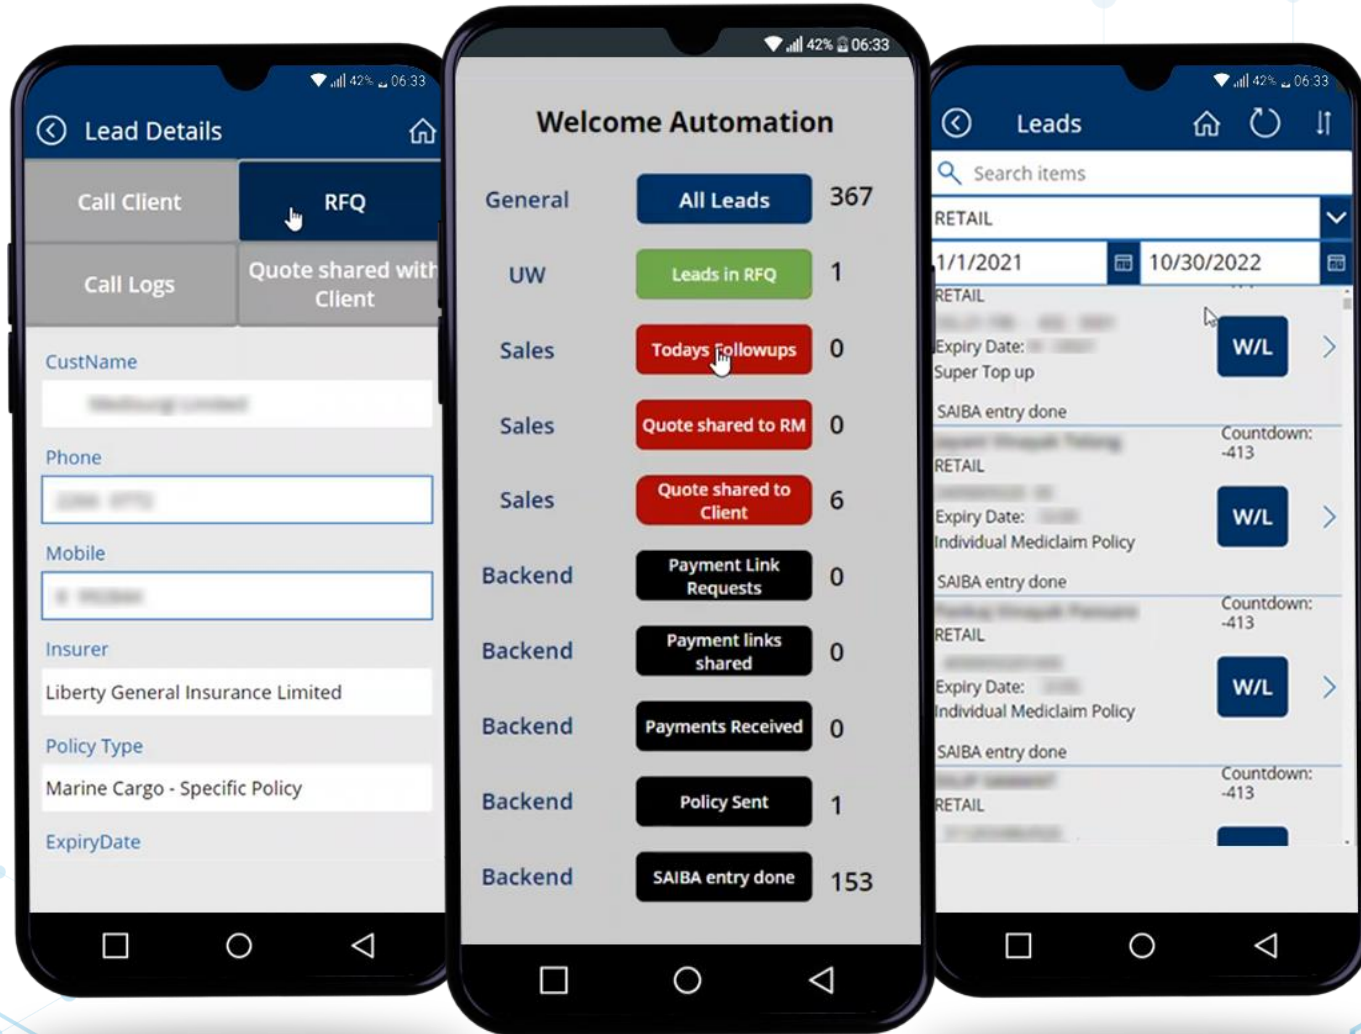 42% 06:33
Lead Details
Call Client
RFQ
Call Logs
Quote shared with
Client
CustName
Phone
Mobile
Insurer
Liberty General Insurance Limited
Policy Type
Marine Cargo - Specific Policy
ExpiryDate
42% 06:33
Welcome Automation
General All Leads 367
UW Leads in RFQ 1
Sales Todays Followups 0
Sales Quote shared to RM 0
Sales Quote shared to
Client 6
Backend Payment Link
Requests 0
Backend Payment links
shared 0
Backend Payments Received 0
Backend Policy Sent 1
Backend SAIBA entry done 153
42% 06:33
Leads
Search items
RETAIL
1/1/2021 10/30/2022
RETAIL
Expiry Date:
W/L
Super Top up
SAIBA entry done
Countdown:
-413
RETAIL
Expiry Date:
W/L
Individual Mediclaim Policy
SAIBA entry done
Countdown:
-413
RETAIL
Expiry Date:
W/L
Individual Mediclaim Policy
SAIBA entry done
Countdown:
-413
RETAIL